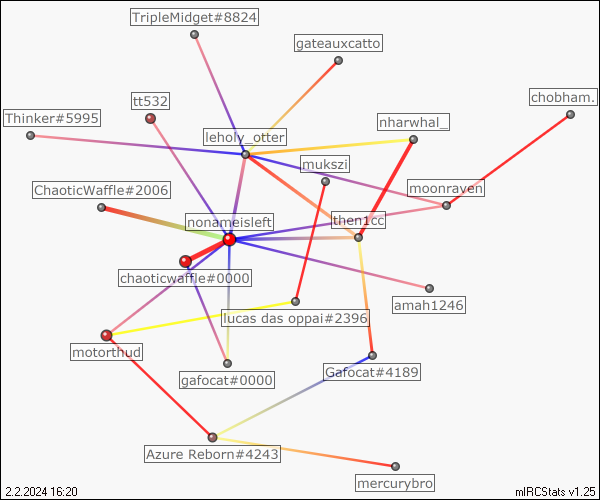 TripleMidget#8824
gateauxcatto
chobham.
tt532
Thinker#5995
nharwhal_
leholy_otter
mukszi
moonrayen
ChaoticWaffle#2006
nonameisleft
then1cc
chaoticwaffle#0000
amah1246
lucas das oppai#2396
motorthud
gafocat#0000
Gafocat#4189
Azure Reborn#4243
mercurybro
2.2.2024 16:20
mIRCStats v1.25